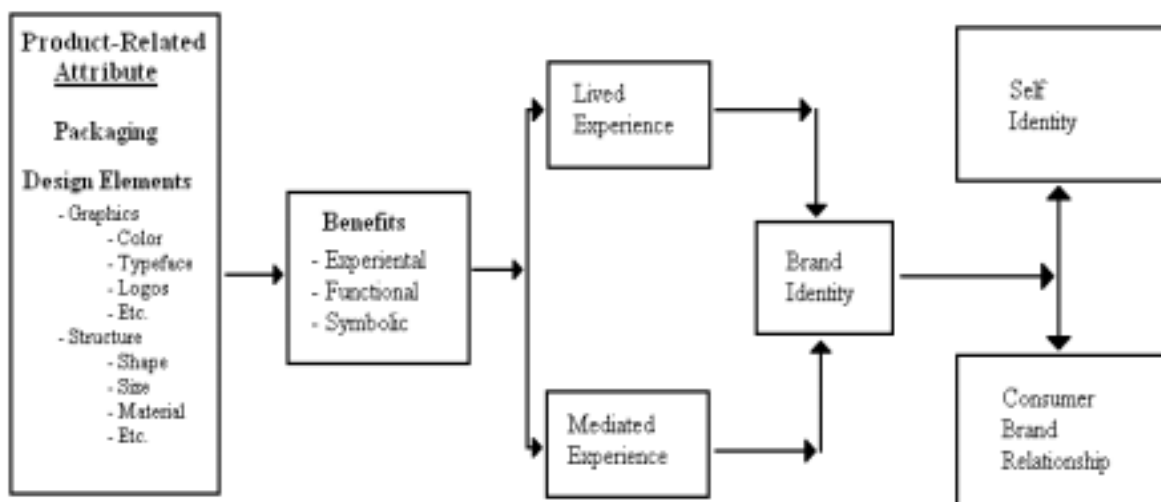 Product-Related
Attribute
Packaging
Design Elements
- Graphics
- Color
- Typeface
- Logos
- Etc.
- Structure
- Shape
- Size
- Material
- Etc.
Benefits
- Experiental
- Functional
- Symbolic
Lived
Experience
Mediated
Experience
Brand
Identity
Self
Identity
Consumer
Brand
Relationship